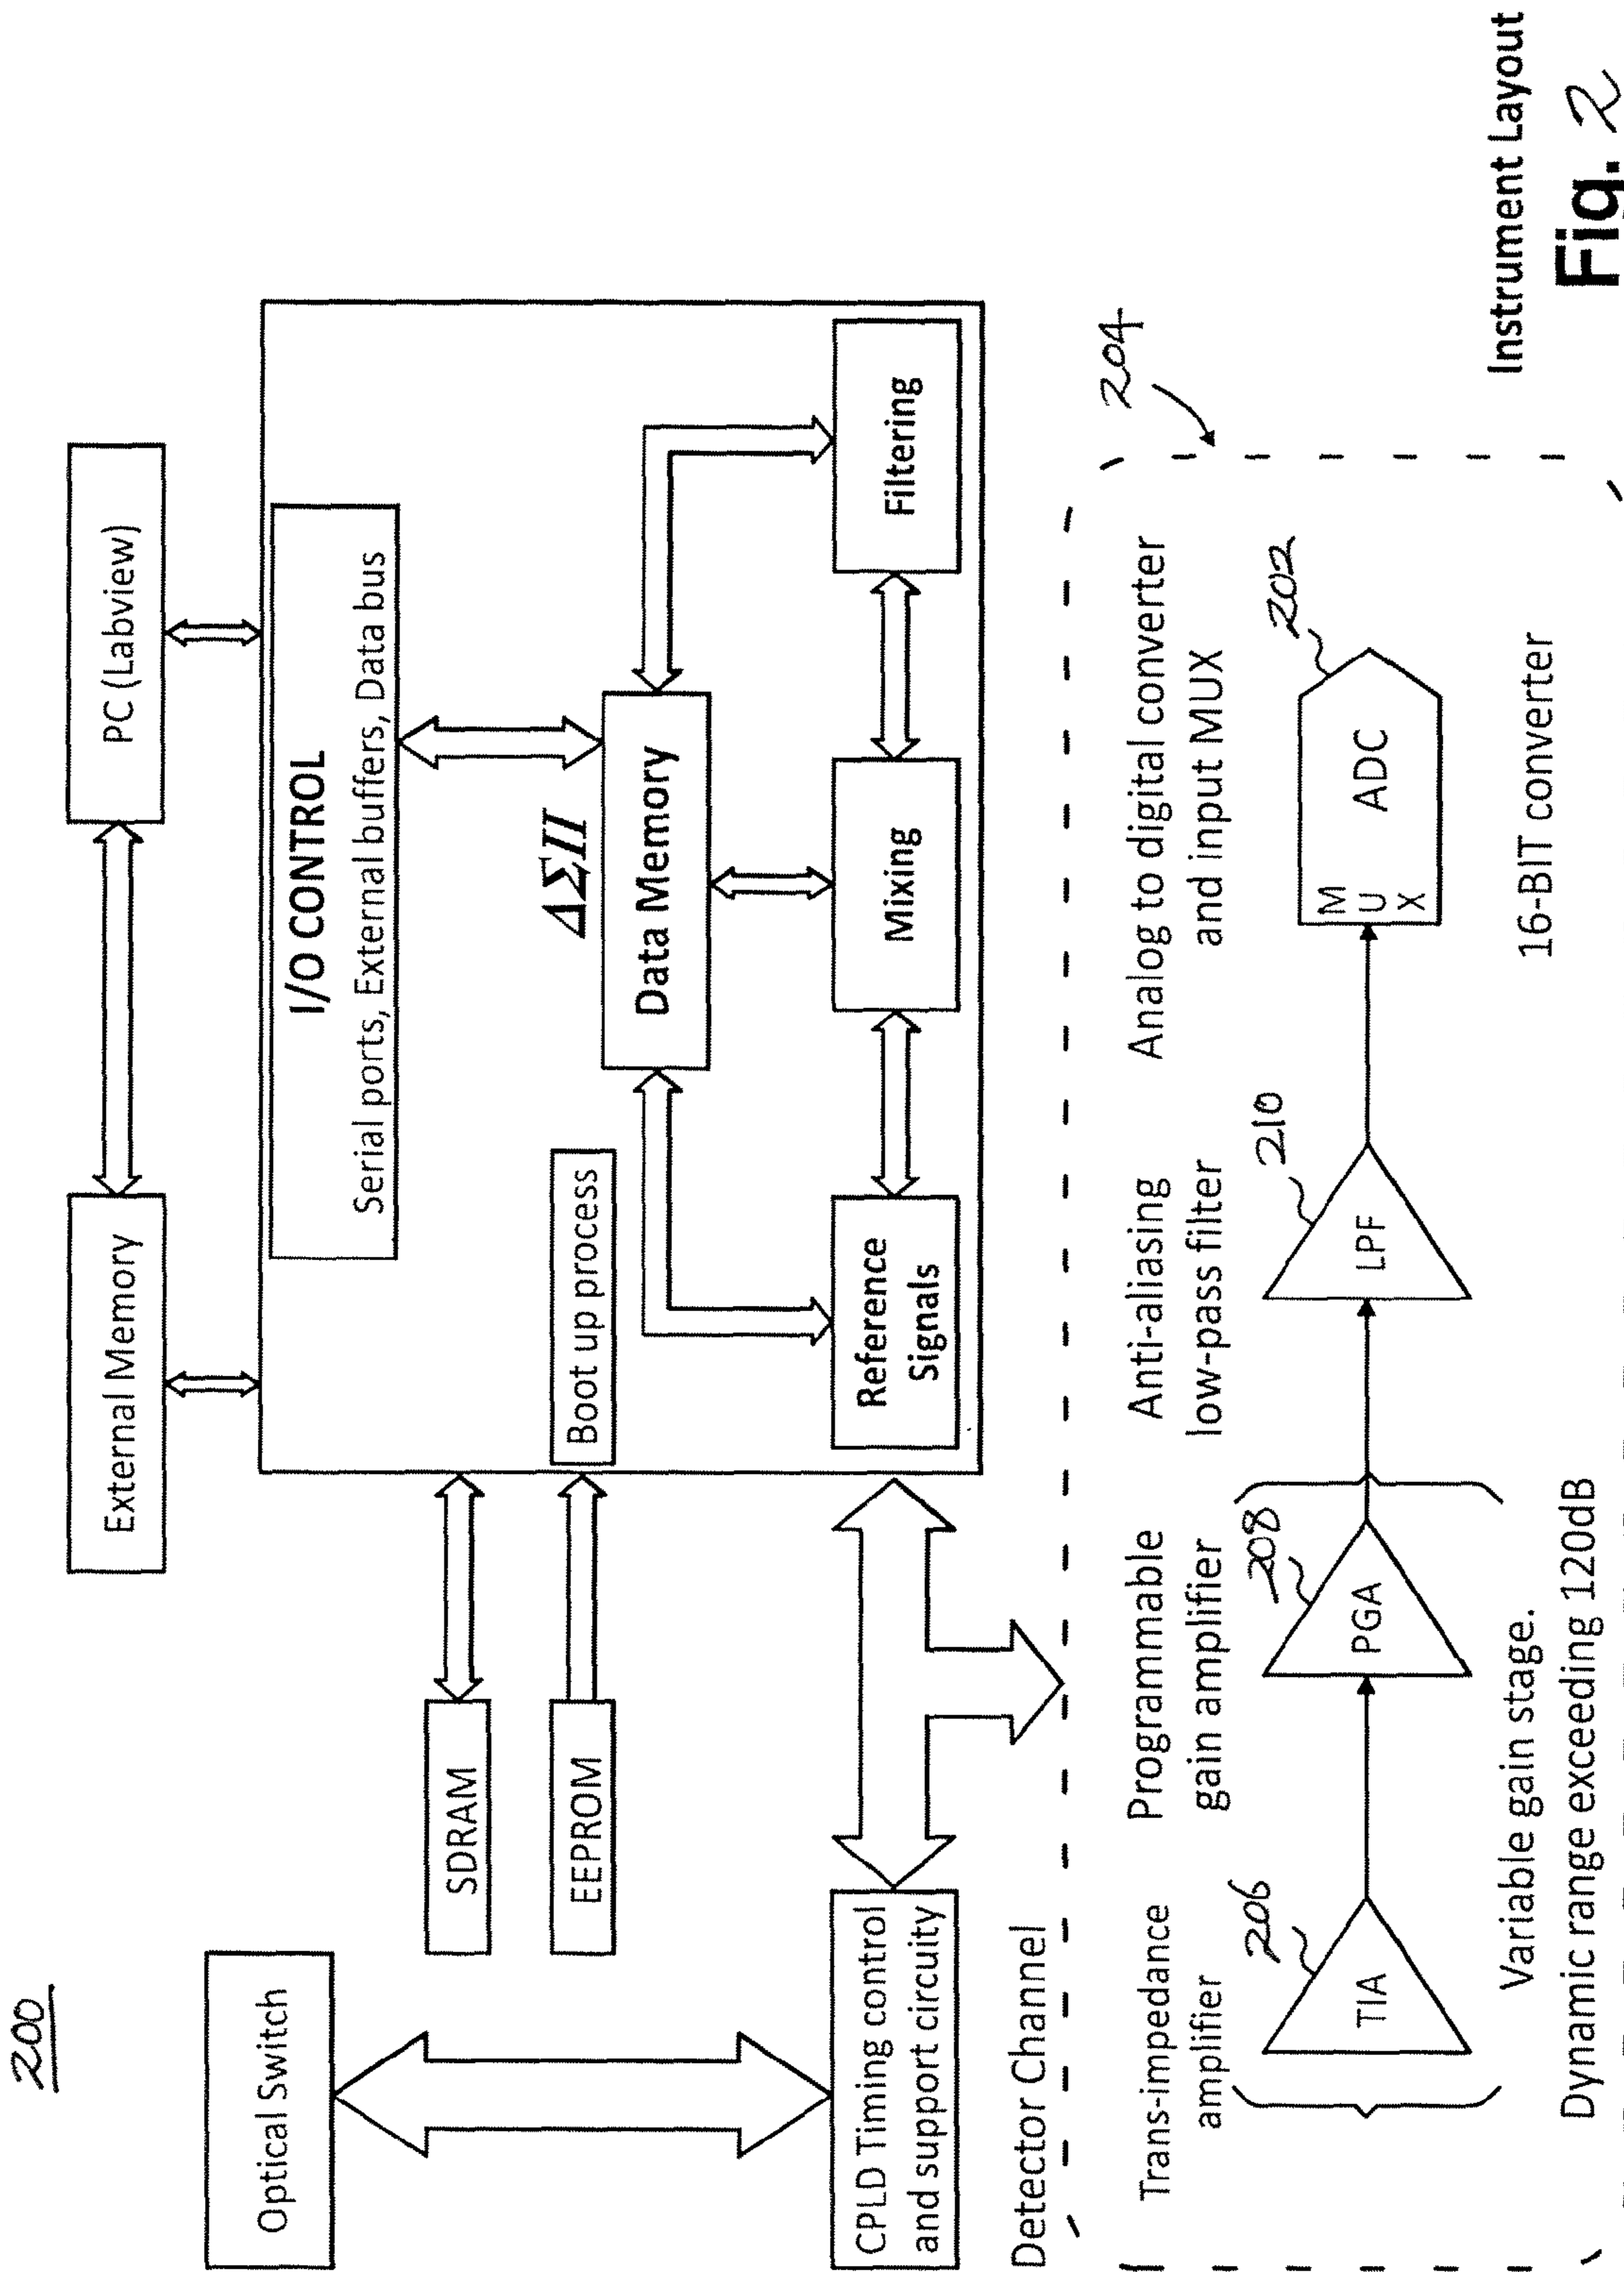 200
Optical Switch
External Memory
PC (Labview)
SDRAM
EEPROM
Boot up process
I/O CONTROL
Serial ports, External buffers, Data bus
ΔΣΠ
Data Memory
CPLD Timing control
and support circuity
Reference
Signals
Mixing
Filtering
Detector Channel
204
Trans-impedance
amplifier
Programmable
gain amplifier
Anti-aliasing
low-pass filter
Analog to digital converter
and input MUX
206
208
210
202
TIA
PGA
LPF
MUX
ADC
Variable gain stage.
Dynamic range exceeding 120dB
16-BIT converter
Instrument Layout
Fig. 2